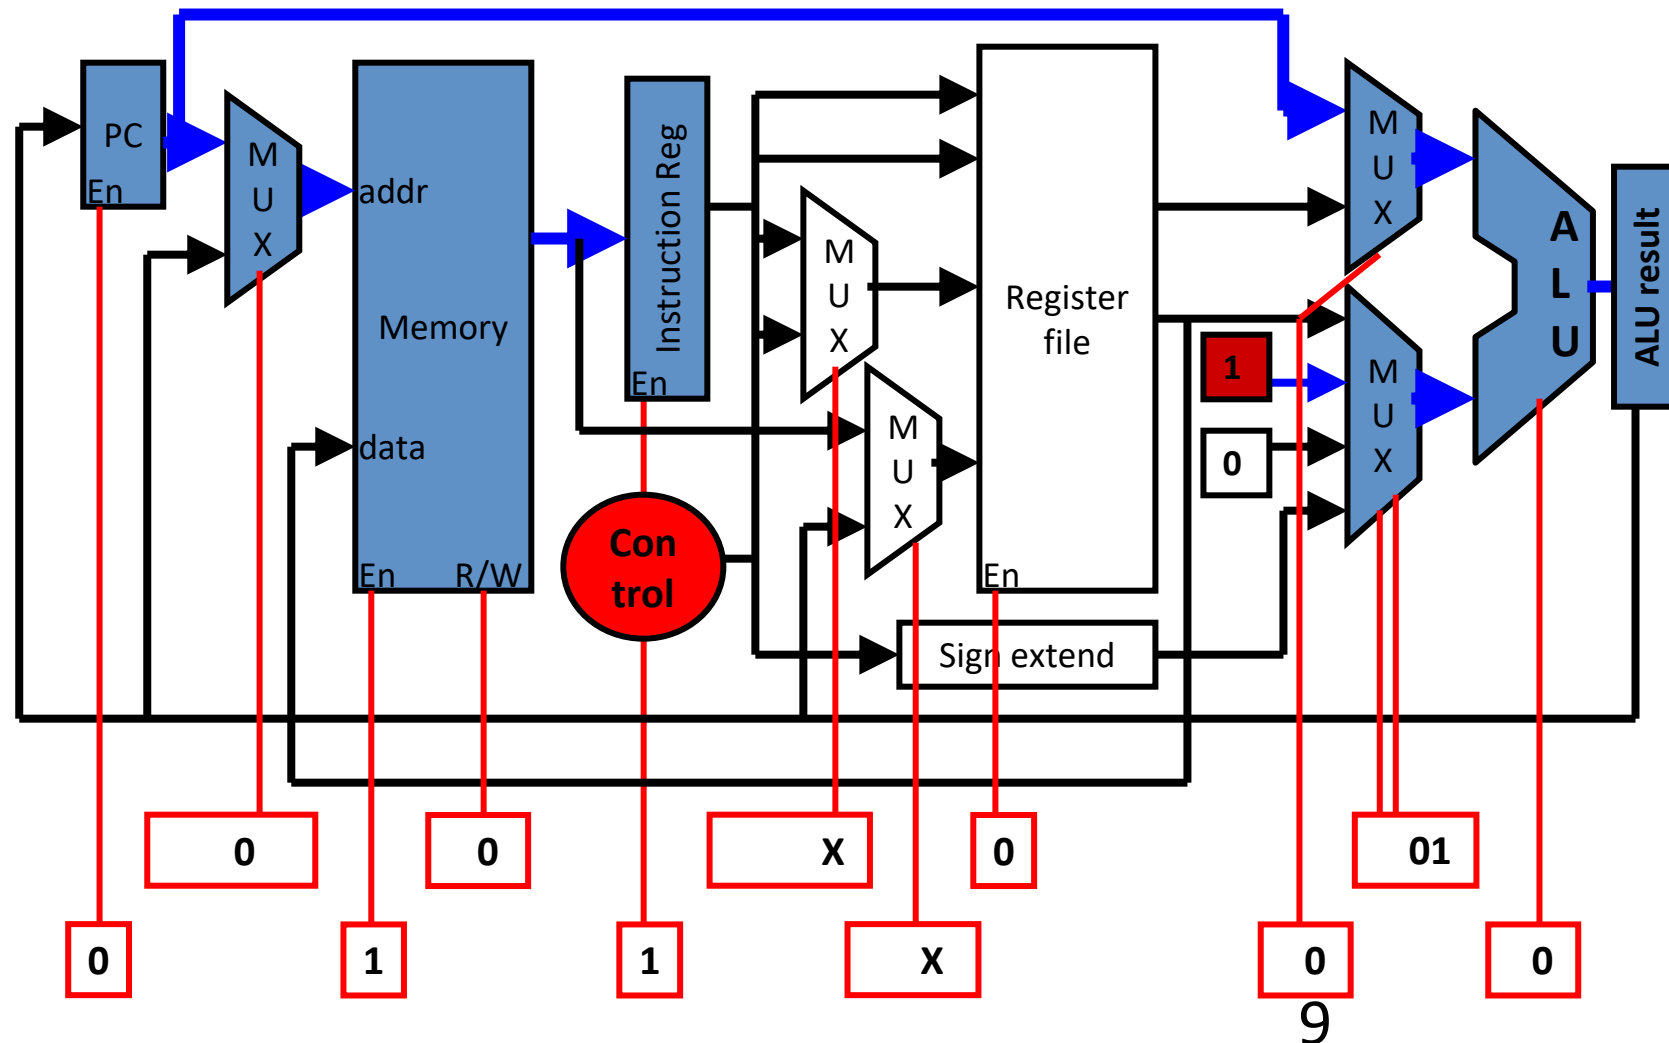 PC
En
M
U
X
addr
Memory
data
En
R/W
Instruction Reg
En
Con
trol
M
U
X
M
U
X
Register
file
En
Sign extend
1
0
M
U
X
M
U
X
A
L
U
ALU result
0
0
X
0
01
0
1
1
X
0
0
9